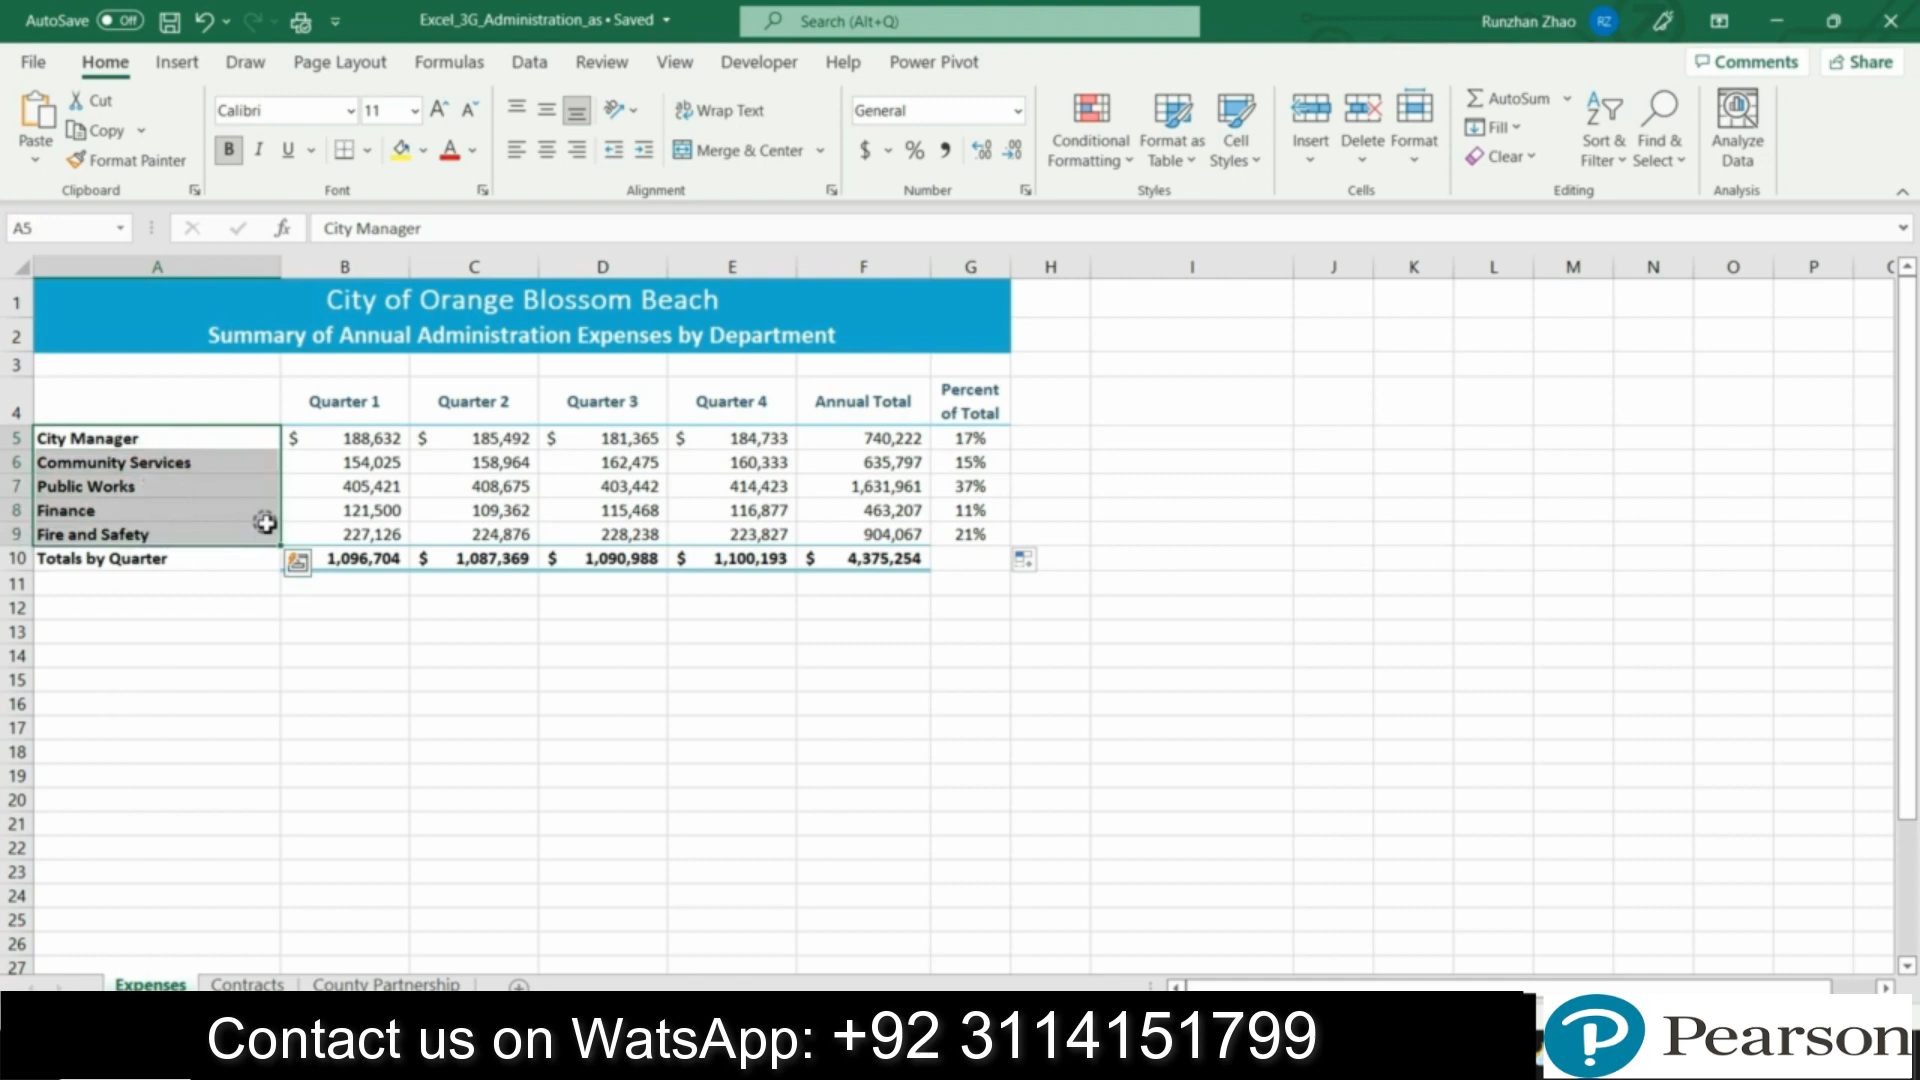 AutoSave Off Excel_3G_Administration_as • Saved Search (Alt+Q) Runzhan Zhao RZ
File Home Insert Draw Page Layout Formulas Data Review View Developer Help Power Pivot Comments Share
Paste Cut Copy Format Painter Clipboard
Calibri 11 B I U Font
Wrap Text Merge & Center Alignment
General $ % Number
Conditional Formatting Format as Table Cell Styles Styles
Insert Delete Format Cells
AutoSum Fill Clear Sort & Filter Find & Select Editing
Analyze Data Analysis
A5 fx City Manager
A B C D E F G H I J K L M N O P
1 City of Orange Blossom Beach
2 Summary of Annual Administration Expenses by Department
3
4 Quarter 1 Quarter 2 Quarter 3 Quarter 4 Annual Total Percent of Total
5 City Manager $ 188,632 $ 185,492 $ 181,365 $ 184,733 740,222 17%
6 Community Services 154,025 158,964 162,475 160,333 635,797 15%
7 Public Works 405,421 408,675 403,442 414,423 1,631,961 37%
8 Finance 121,500 109,362 115,468 116,877 463,207 11%
9 Fire and Safety 227,126 224,876 228,238 223,827 904,067 21%
10 Totals by Quarter 1,096,704 $ 1,087,369 $ 1,090,988 $ 1,100,193 $ 4,375,254
11
12
13
14
15
16
17
18
19
20
21
22
23
24
25
26
27
Expenses Contracts County Partnership
Contact us on WatsApp: +92 3114151799
Pearson